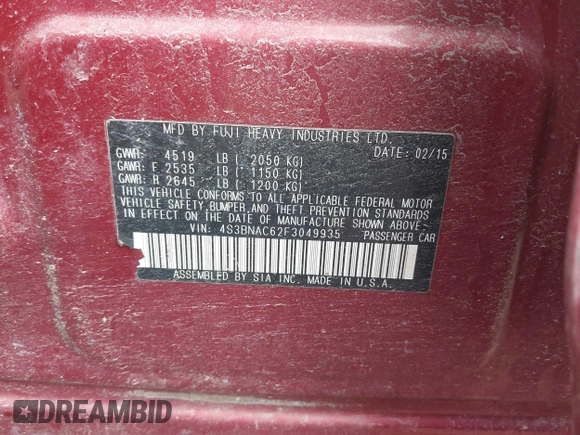 MFD BY FUJI HEAVY INDUSTRIES LTD.
GVWR: 4519 LB ( 2050 KG) DATE: 02/15
GAWR: F 2535 LB ( 1150 KG)
GAWR: R 2645 LB ( 1200 KG)
THIS VEHICLE CONFORMS TO ALL APPLICABLE FEDERAL MOTOR
VEHICLE SAFETY,BUMPER,AND THEFT PREVENTION STANDARDS
IN EFFECT ON THE DATE OF MANUFACTURE SHOWN ABOVE-
VIN: 4S3BNAC62F3049935 PASSENGER CAR
ASSEMBLED BY SIA INC. MADE IN U.S.A.
DREAMBID